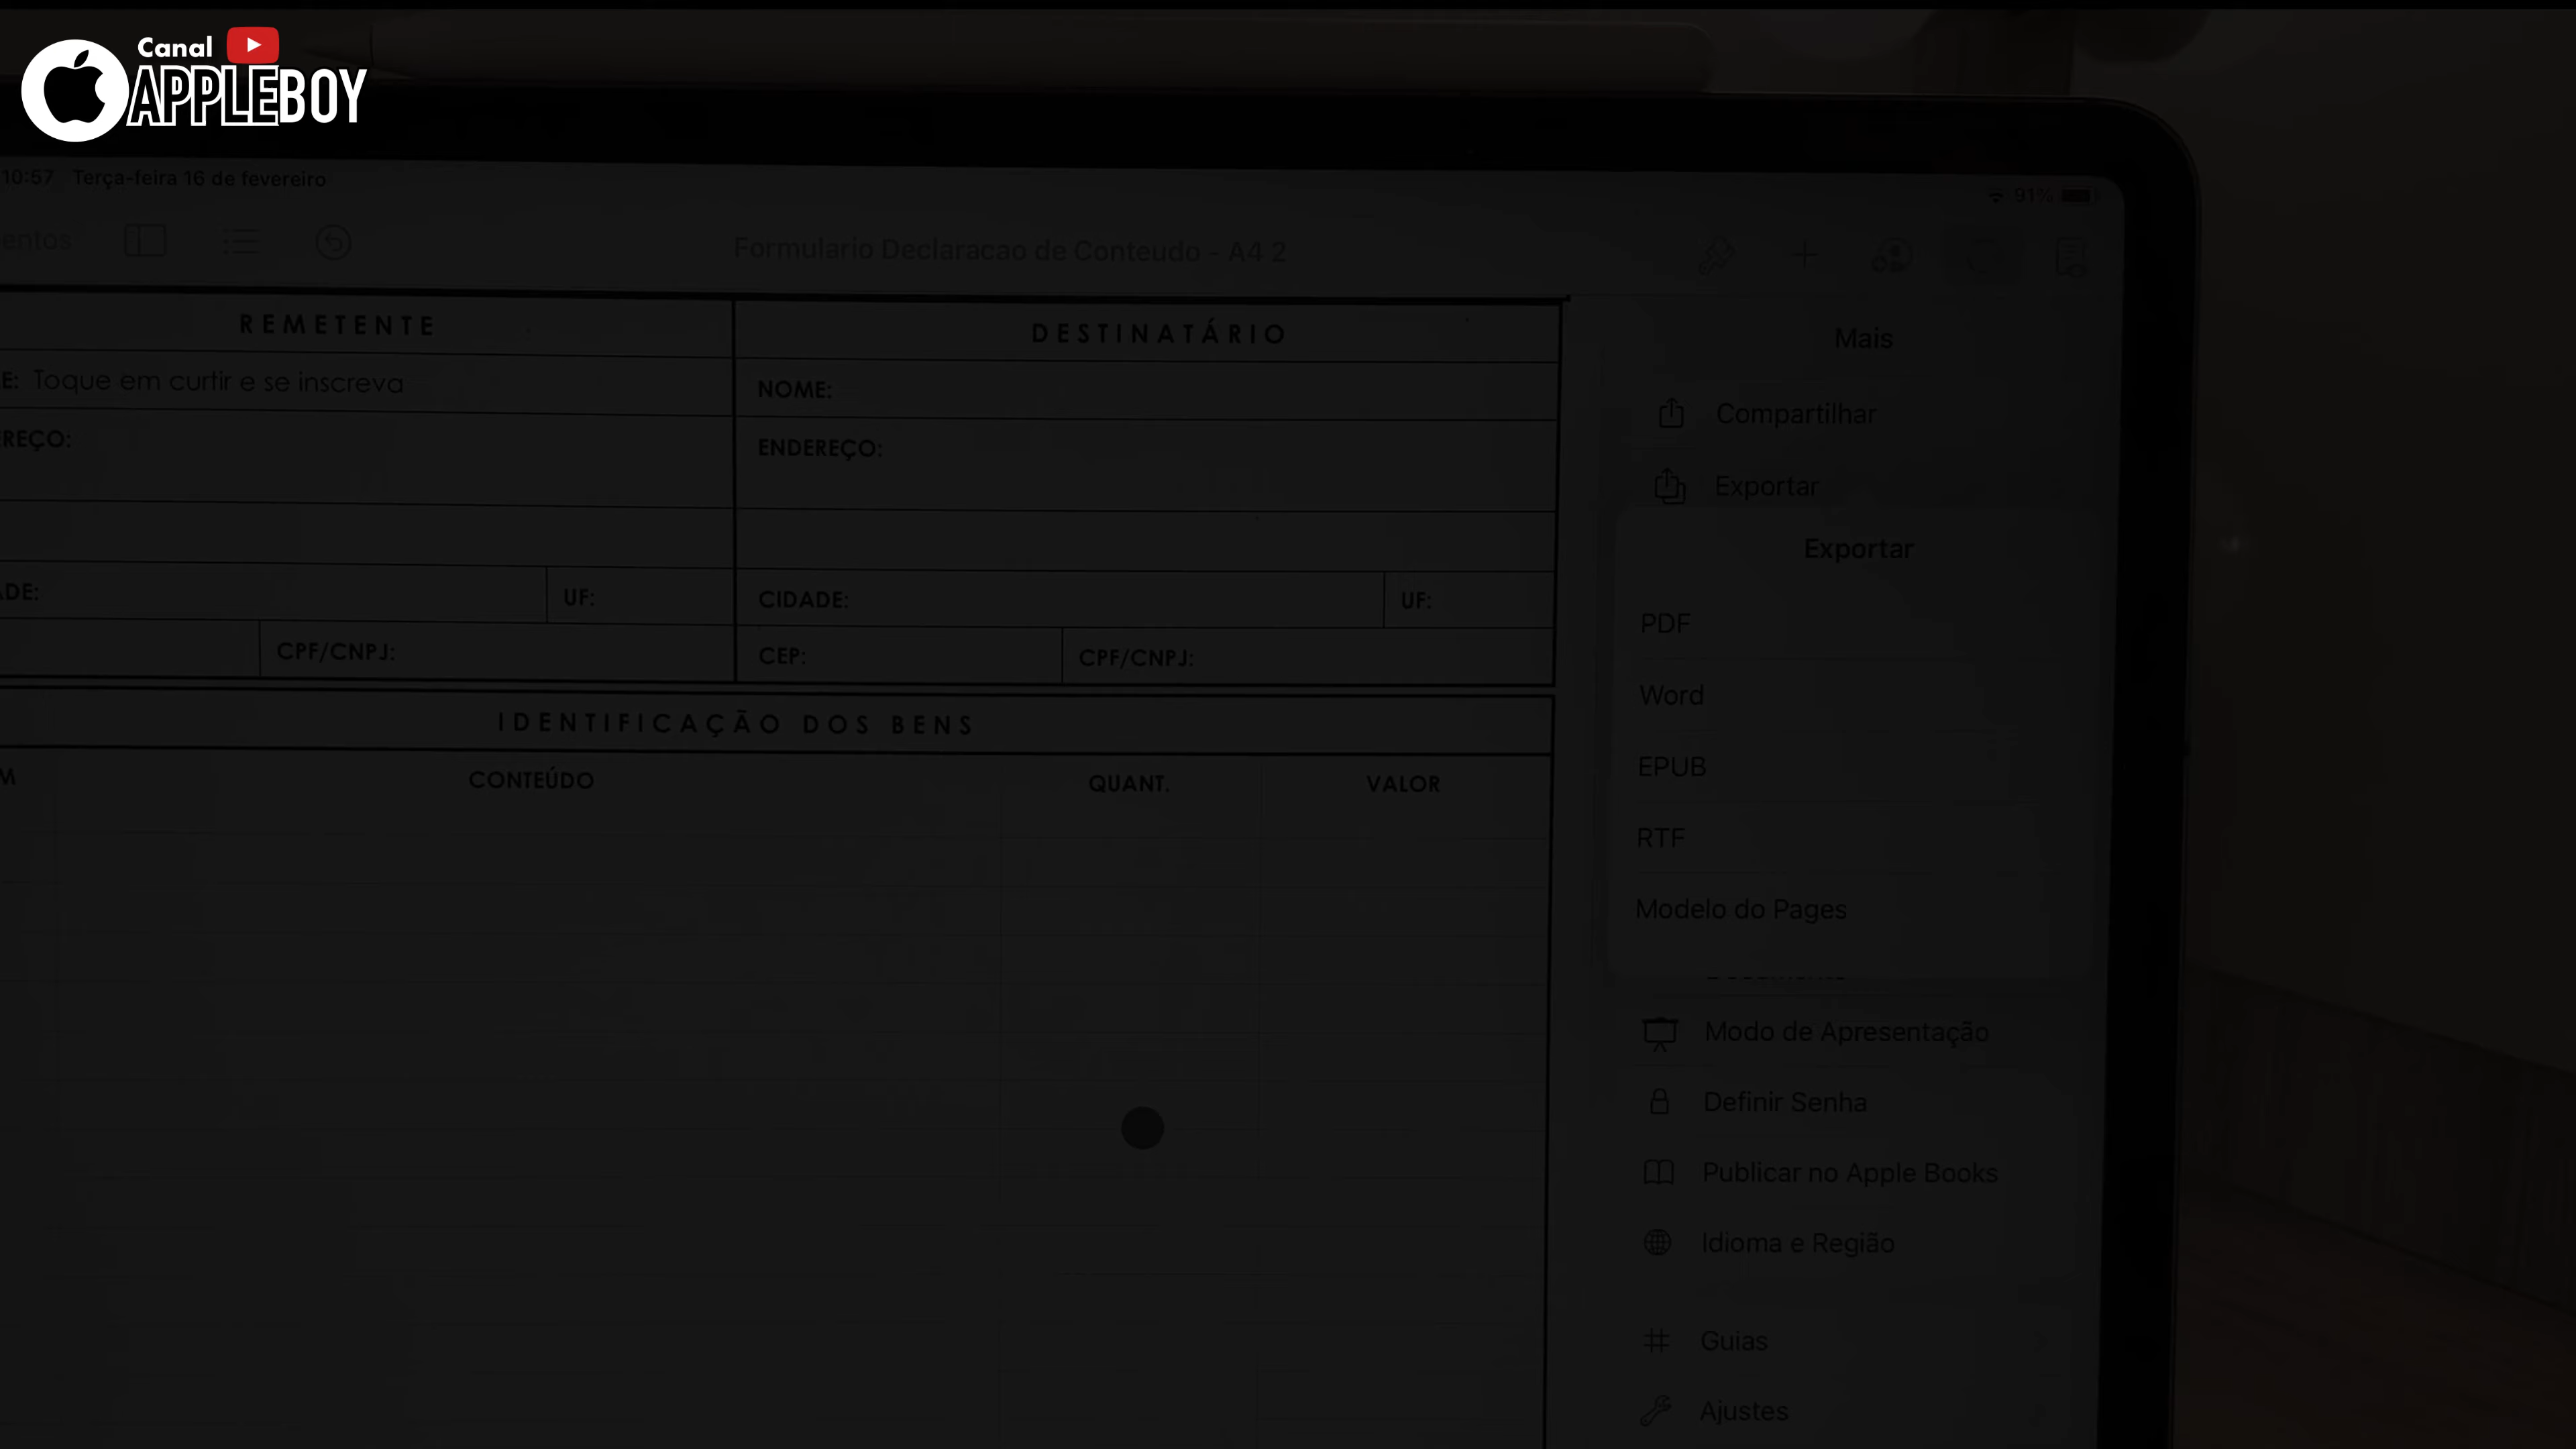 Canal
APPLEBOY
10:57 Terça-feira 16 de fevereiro
91%
entos
Formulario Declaracao de Conteudo - A4 2
REMETENTE
DESTINATÁRIO
E: Toque em curtir e se inscreva
NOME:
REÇO:
ENDEREÇO:
ADE:
UF:
CIDADE:
UF:
CPF/CNPJ:
CEP:
CPF/CNPJ:
IDENTIFICAÇÃO DOS BENS
M
CONTEÚDO
QUANT.
VALOR
Mais
Compartilhar
Exportar
Exportar
PDF
Word
EPUB
RTF
Modelo do Pages
Modo de Apresentação
Definir Senha
Publicar no Apple Books
Idioma e Região
Guias
Ajustes